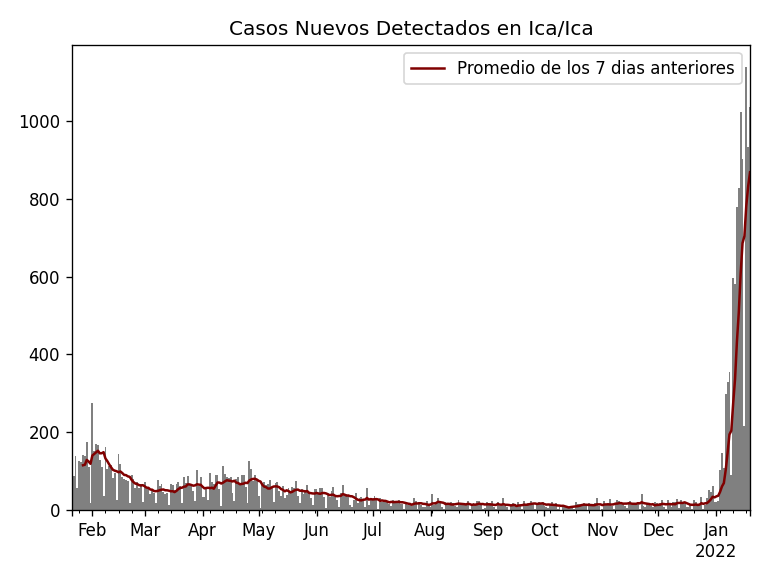 Casos Nuevos Detectados en Ica/Ica
Promedio de los 7 dias anteriores
1000
800
600
400
200
0
Feb Mar Apr May Jun Jul Aug Sep Oct Nov Dec Jan
2022